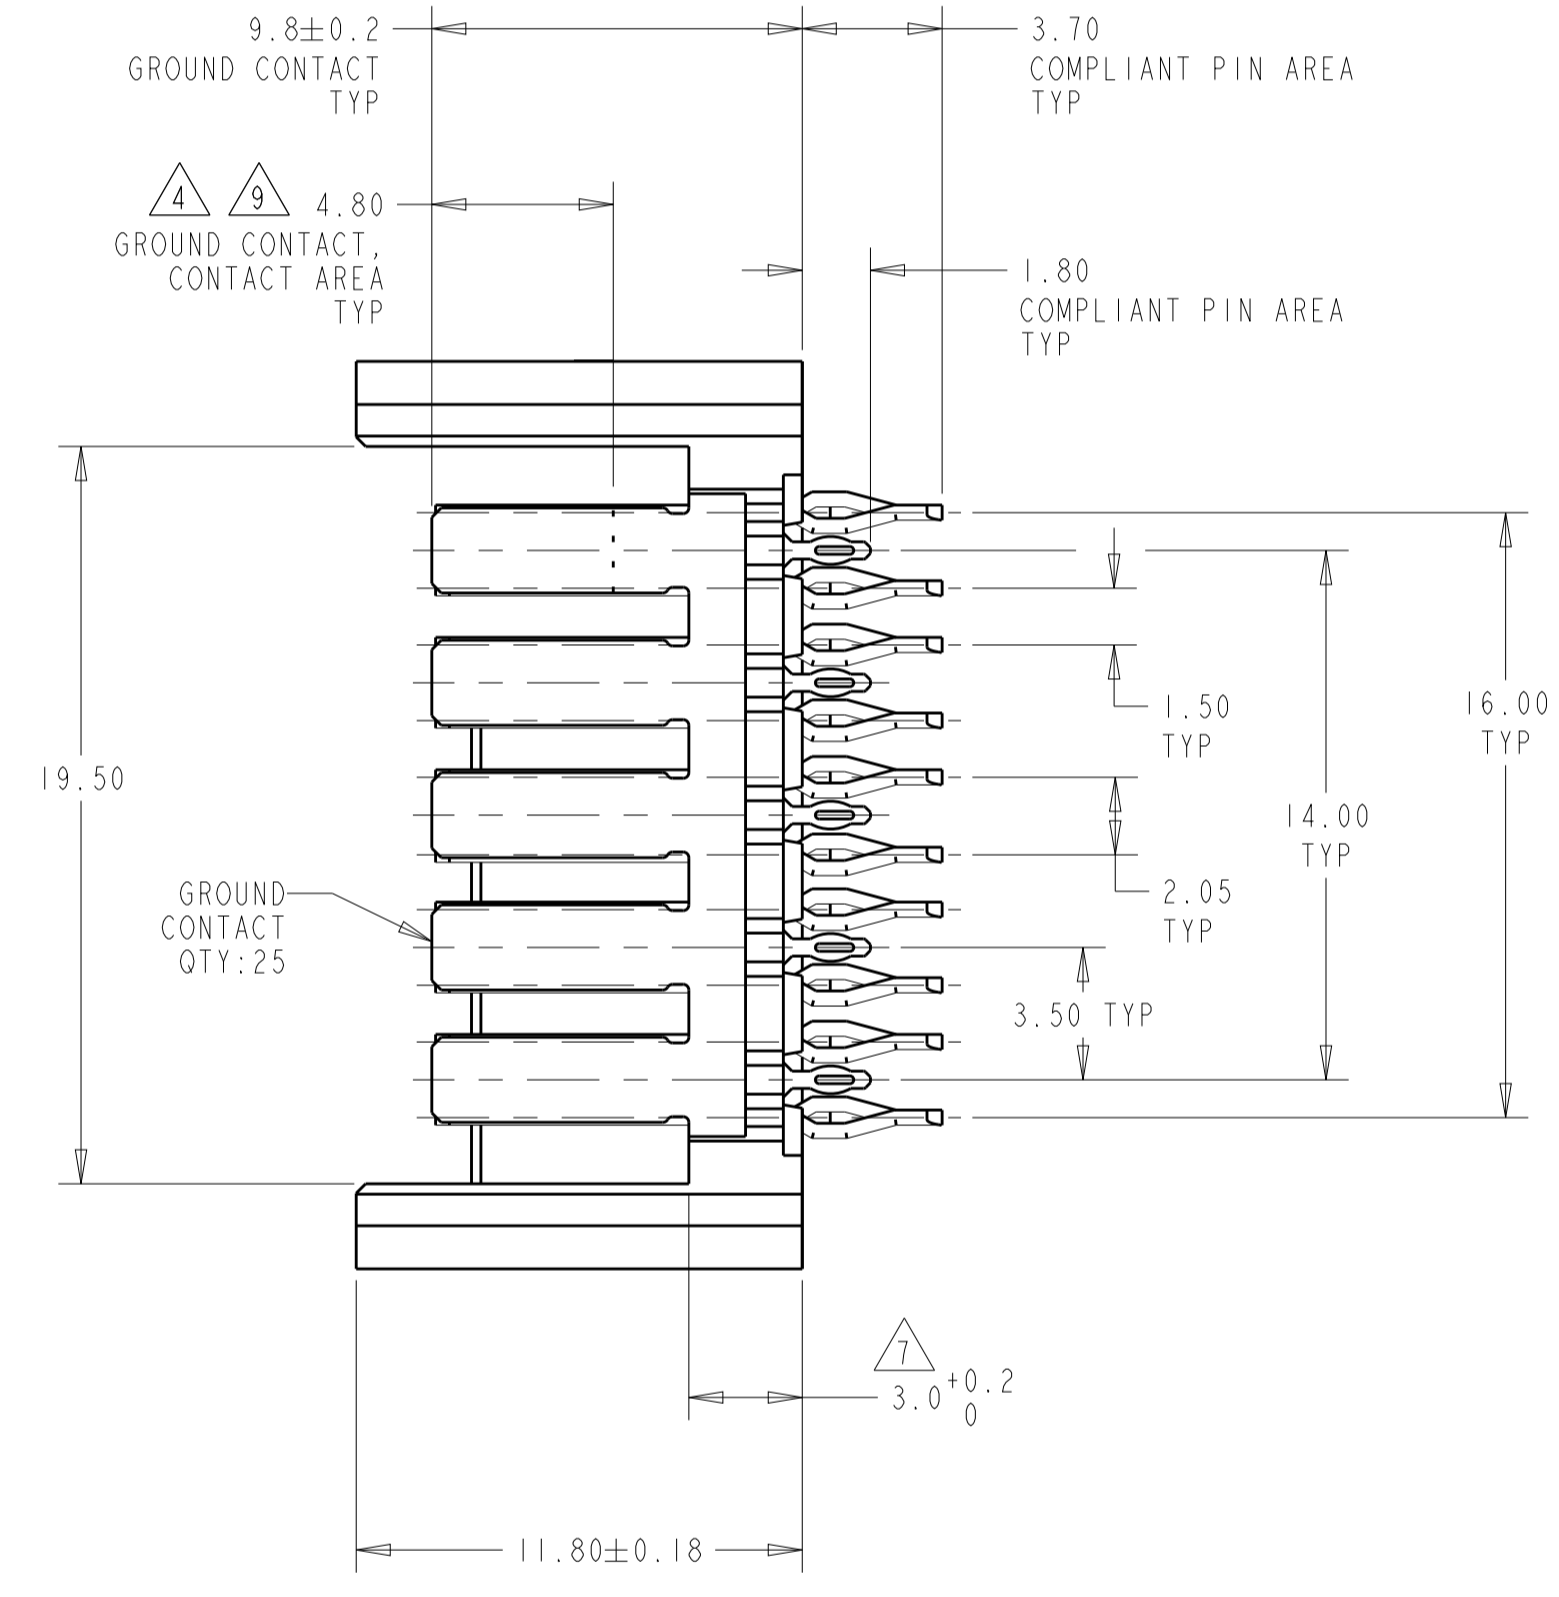 9.8±0.2
GROUND CONTACT
TYP
3.70
COMPLIANT PIN AREA
TYP
4
9
4.80
GROUND CONTACT,
CONTACT AREA
TYP
1.80
COMPLIANT PIN AREA
TYP
19.50
1.50
TYP
16.00
TYP
14.00
TYP
2.05
TYP
GROUND
CONTACT
QTY:25
3.50 TYP
7
3.0 +0.2
0
11.80±0.18